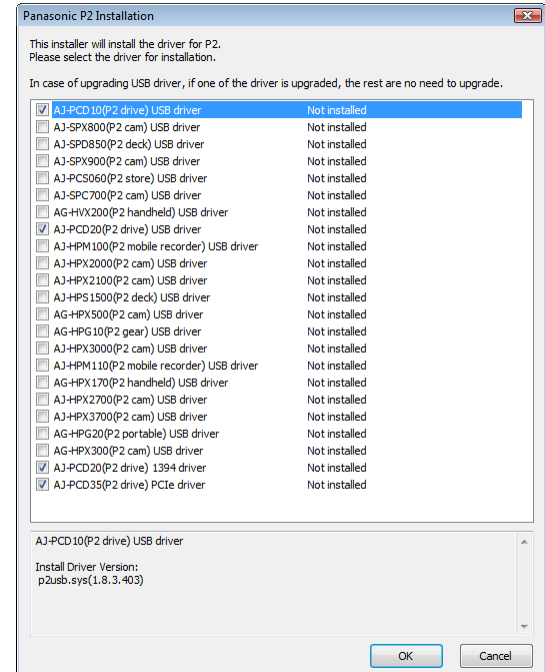 Panasonic P2 Installation
This installer will install the driver for P2.
Please select the driver for installation.
In case of upgrading USB driver, if one of the driver is upgraded, the rest are no need to upgrade.
AJ-PCD10(P2 drive) USB driver Not installed
AJ-SPX800(P2 cam) USB driver Not installed
AJ-SPD850(P2 deck) USB driver Not installed
AJ-SPX900(P2 cam) USB driver Not installed
AJ-PCS060(P2 store) USB driver Not installed
AJ-SPC700(P2 cam) USB driver Not installed
AG-HVX200(P2 handheld) USB driver Not installed
AJ-PCD20(P2 drive) USB driver Not installed
AJ-HPM100(P2 mobile recorder) USB driver Not installed
AJ-HPX2000(P2 cam) USB driver Not installed
AJ-HPX2100(P2 cam) USB driver Not installed
AJ-HPS1500(P2 deck) USB driver Not installed
AG-HPX500(P2 cam) USB driver Not installed
AG-HPG10(P2 gear) USB driver Not installed
AJ-HPX3000(P2 cam) USB driver Not installed
AJ-HPM110(P2 mobile recorder) USB driver Not installed
AG-HPX170(P2 handheld) USB driver Not installed
AJ-HPX2700(P2 cam) USB driver Not installed
AJ-HPX3700(P2 cam) USB driver Not installed
AG-HPG20(P2 portable) USB driver Not installed
AG-HPX300(P2 cam) USB driver Not installed
AJ-PCD20(P2 drive) 1394 driver Not installed
AJ-PCD35(P2 drive) PCIe driver Not installed
AJ-PCD10(P2 drive) USB driver
Install Driver Version:
p2usb.sys(1.8.3.403)
OK Cancel